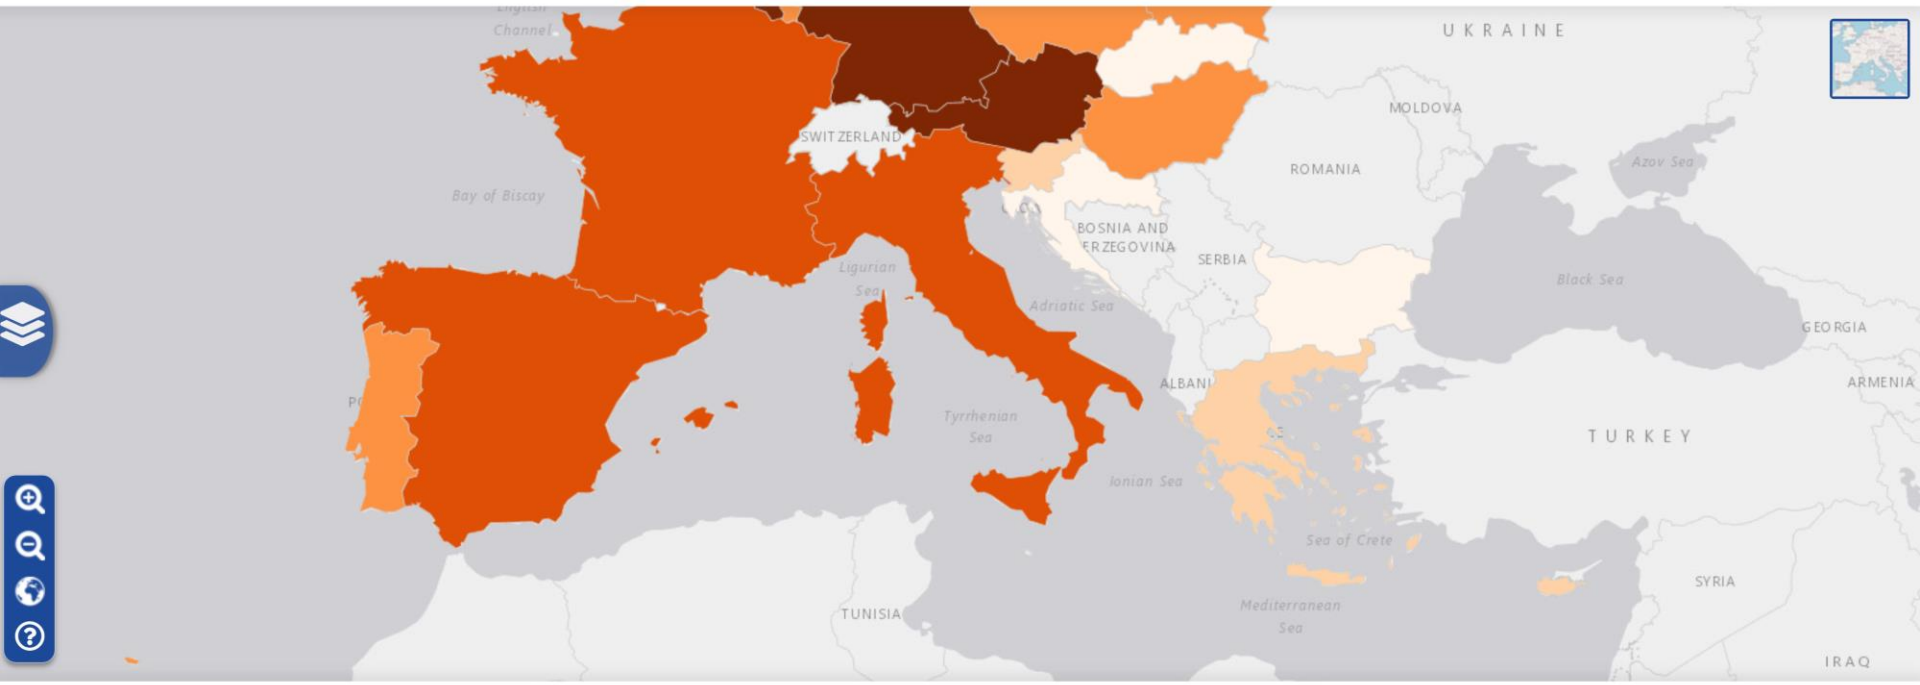 English
Channel
UKRAINE
MOLDOVA
SWITZERLAND
Azov Sea
ROMANIA
Bay of Biscay
BOSNIA AND
ERZEGOVINA
SERBIA
Ligurian
Sea
Black Sea
Adriatic Sea
GEORGIA
ALBANI
ARMENIA
Tyrrhenian
Sea
TURKEY
Ionian Sea
Sea of Crete
SYRIA
Mediterranean
Sea
TUNISIA
IRAQ